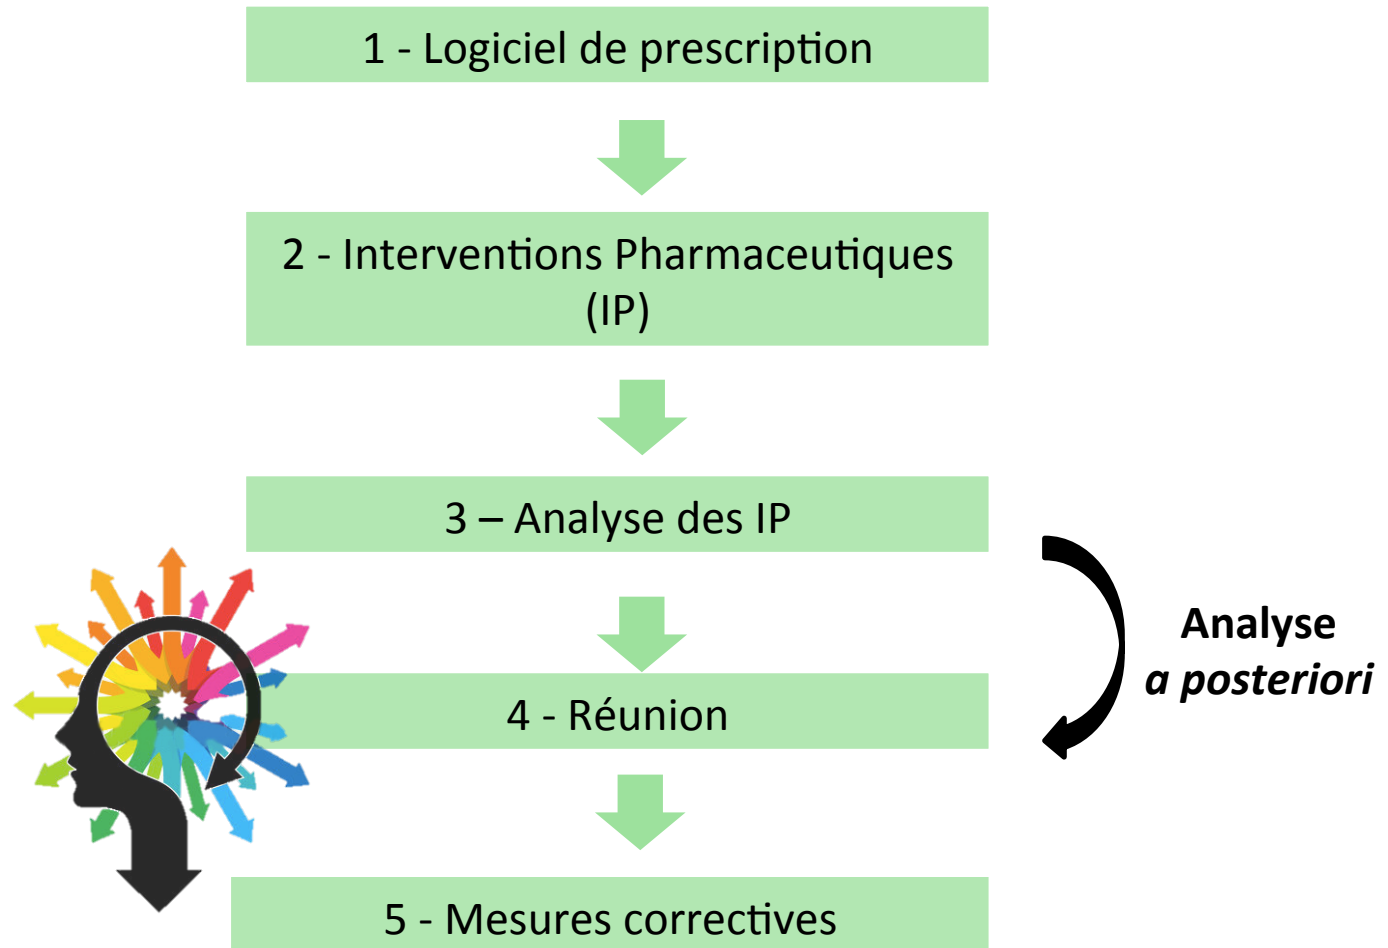 1 - Logiciel de prescription
2 - Interventions Pharmaceutiques
(IP)
3 – Analyse des IP
Analyse
a posteriori
4 - Réunion
5 - Mesures correctives